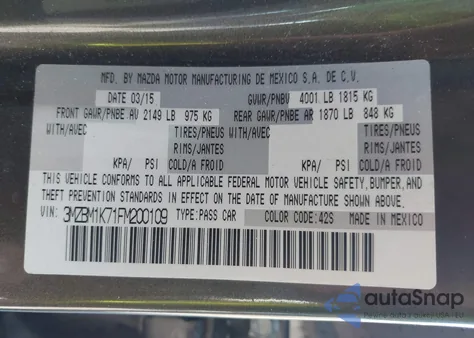 MFD. BY MAZDA MOTOR MANUFACTURING DE MEXICO S.A. DE C.V.
DATE 03/15 GVWR/PNBV 4001 LB 1815 KG
FRONT GAWR/PNBE AV 2149 LB 975 KG REAR GAWR/PNBE AR 1870 LB 848 KG
WITH/AVEC TIRES/PNEUS WITH/AVEC TIRES/PNEUS
RIMS/JANTES RIMS/JANTES
KPA/ PSI COLD/A FROID KPA/ PSI COLD/A FROID
THIS VEHICLE CONFORMS TO ALL APPLICABLE FEDERAL MOTOR VEHICLE SAFETY, BUMPER, AND
THEFT PREVENTION STANDARDS IN EFFECT ON THE DATE OF MANUFACTURE SHOWN ABOVE.
VIN: 3MZBM1K71FM200109 TYPE:PASS CAR COLOR CODE:42S MADE IN MEXICO
autoSnap